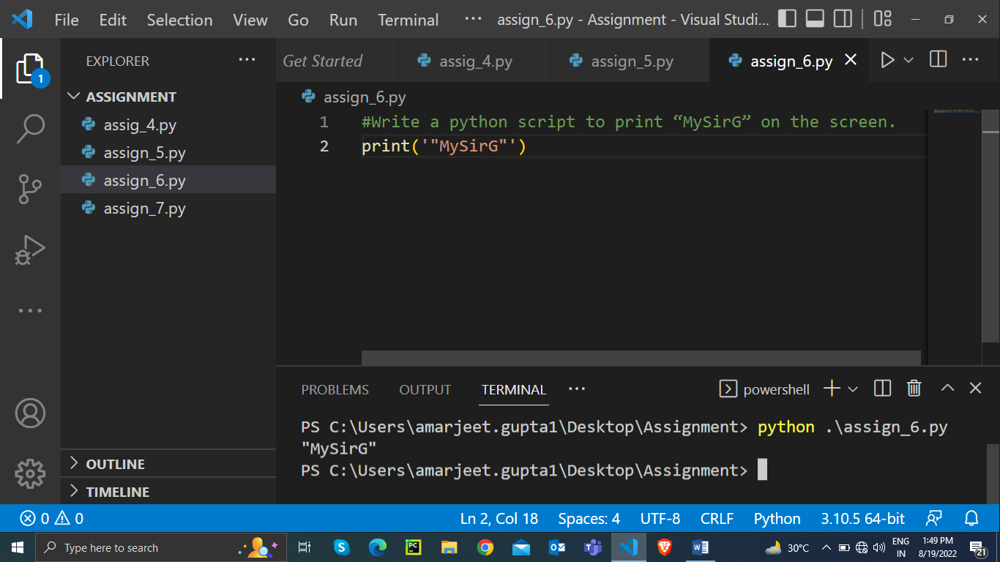 File Edit Selection View Go Run Terminal ··· assign_6.py - Assignment - Visual Studi...
EXPLORER ···
Get Started assig_4.py assign_5.py assign_6.py ···
1
ASSIGNMENT
assig_4.py
assign_5.py
assign_6.py
assign_7.py
assign_6.py
1 #Write a python script to print “MySirG” on the screen.
2 print('"MySirG"')
PROBLEMS OUTPUT TERMINAL ··· powershell
PS C:\Users\amarjeet.gupta1\Desktop\Assignment> python .\assign_6.py
"MySirG"
PS C:\Users\amarjeet.gupta1\Desktop\Assignment>
OUTLINE
TIMELINE
0 0 Ln 2, Col 18 Spaces: 4 UTF-8 CRLF Python 3.10.5 64-bit
Type here to search PC 30°C ENG IN 1:49 PM 8/19/2022 21